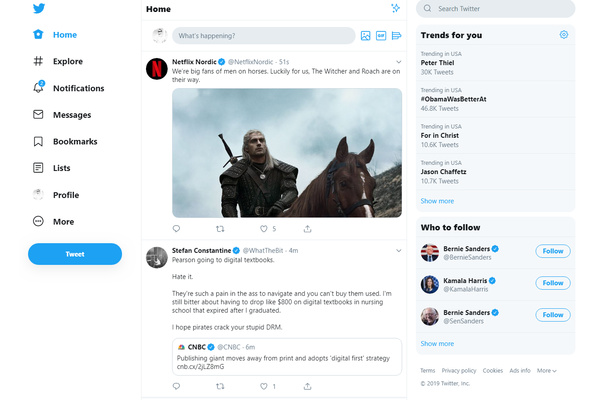 Home
Explore
2
Notifications
Messages
Bookmarks
Lists
Profile
More
Tweet
Home
What's happening?
GIF
Netflix Nordic @NetflixNordic · 51s
We're big fans of men on horses. Luckily for us, The Witcher and Roach are on
their way.
5
Stefan Constantine @WhatTheBit · 4m
Pearson going to digital textbooks.
Hate it.
They're such a pain in the ass to navigate and you can't buy them used. I'm
still bitter about having to drop like $800 on digital textbooks in nursing
school that expired after I graduated.
I hope pirates crack your stupid DRM.
CNBC @CNBC · 6m
Publishing giant moves away from print and adopts 'digital first' strategy
cnb.cx/2jLZ8mG
1
Search Twitter
Trends for you
Trending in USA
Peter Thiel
30K Tweets
Trending in USA
#ObamaWasBetterAt
46.8K Tweets
Trending in USA
For in Christ
10.6K Tweets
Trending in USA
Jason Chaffetz
10.7K Tweets
Show more
Who to follow
Bernie Sanders
@BernieSanders
Follow
Kamala Harris
@KamalaHarris
Follow
Bernie Sanders
@SenSanders
Follow
Show more
Terms Privacy policy Cookies Ads info More
© 2019 Twitter, Inc.